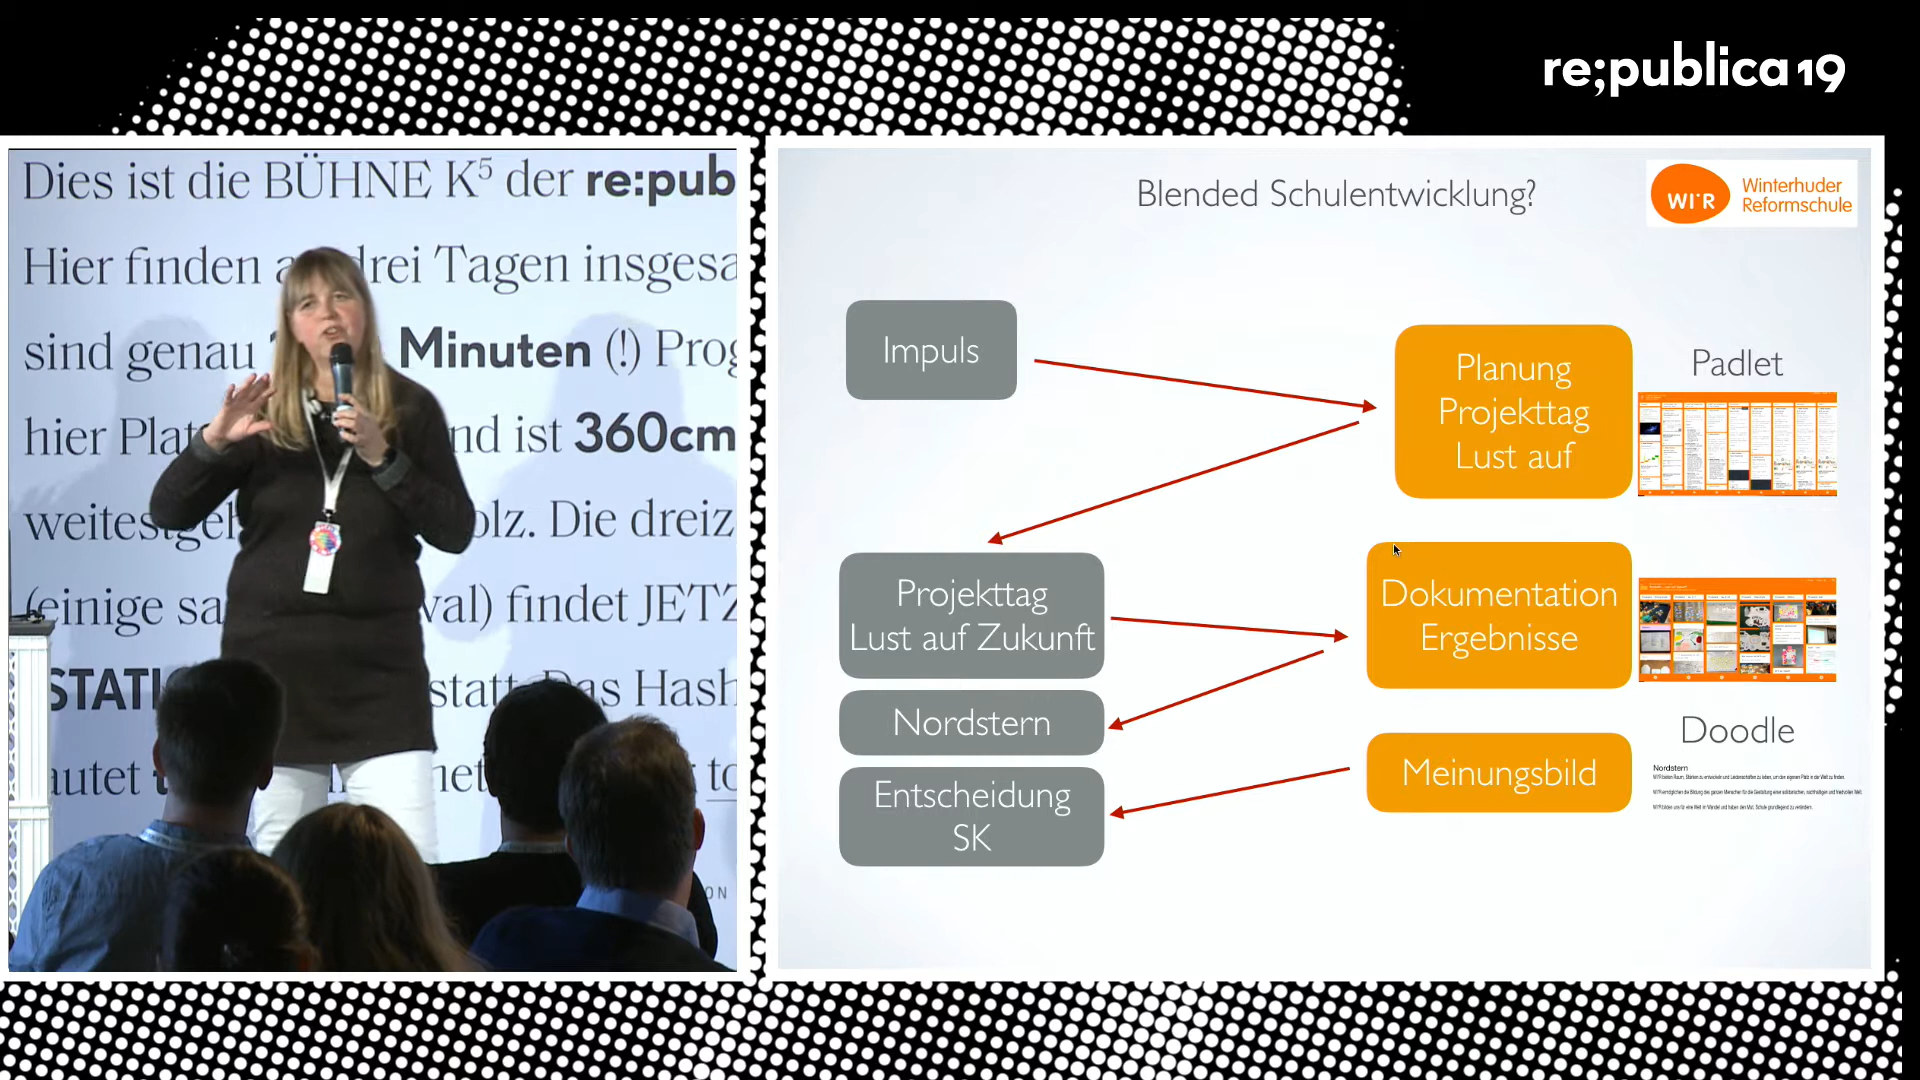 re;publica 19
Dies ist die BÜHNE K⁵ der re:pub
Hier finden a drei Tagen insgesa
sind genau Minuten (!) Prog
hier Plat nd ist 360cm
weitestgeh olz. Die dreiz
(einige sa val) findet JETZ
STATI statt. Das Hash
autet
Blended Schulentwicklung?
WI·R Winterhuder
Reformschule
Impuls
Planung
Projekttag
Lust auf
Padlet
Projekttag
Lust auf Zukunft
Dokumentation
Ergebnisse
Nordstern
Doodle
Meinungsbild
Nordstern
Entscheidung
SK